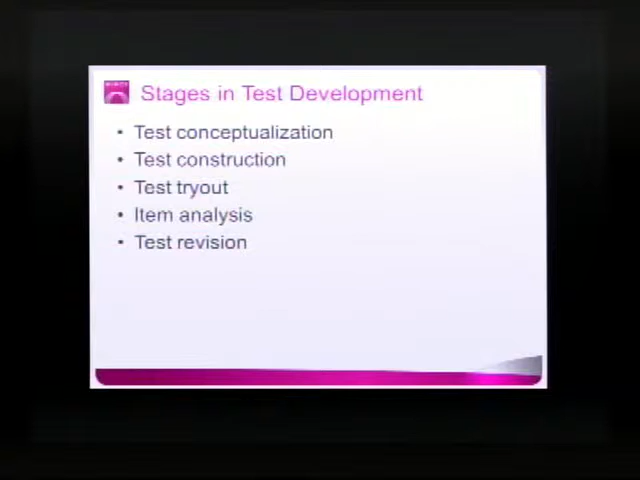 Stages in Test Development
• Test conceptualization
• Test construction
• Test tryout
• Item analysis
• Test revision